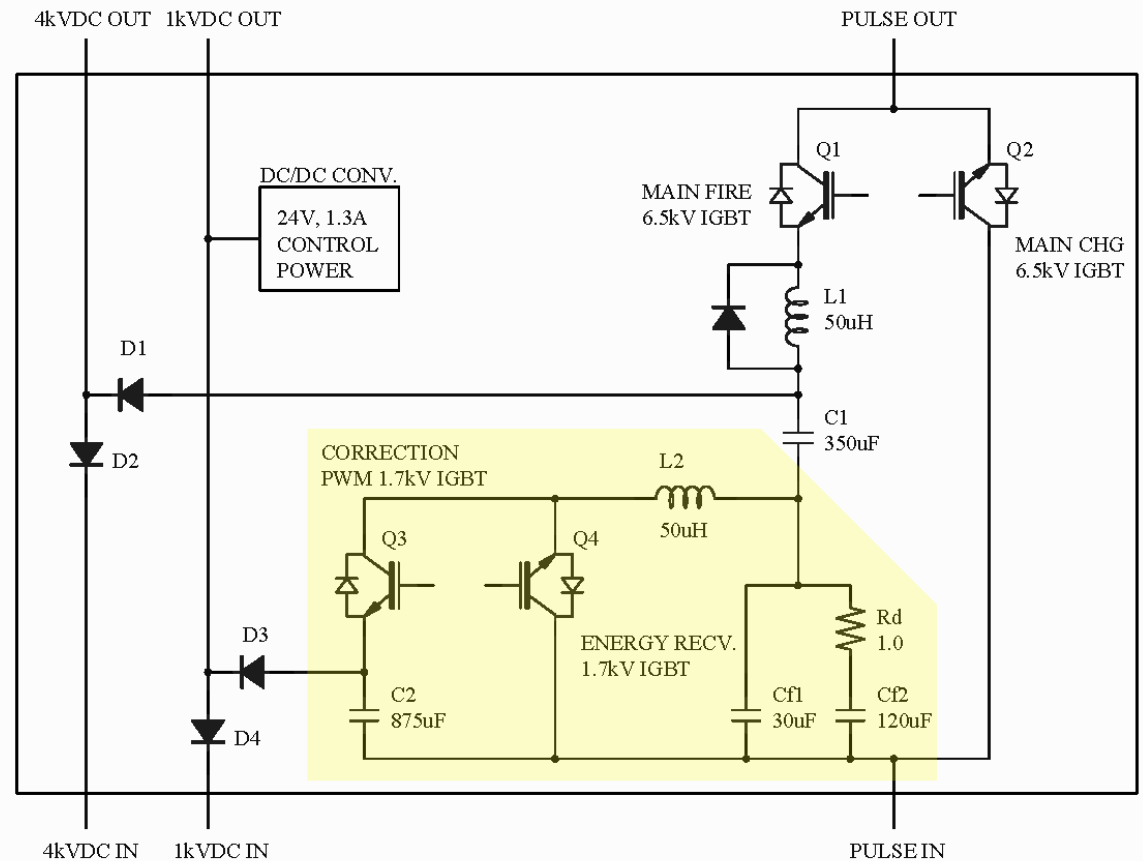 4kVDC OUT
1kVDC OUT
PULSE OUT
DC/DC CONV.
24V, 1.3A
CONTROL
POWER
Q1
Q2
MAIN FIRE
6.5kV IGBT
MAIN CHG
6.5kV IGBT
L1
50uH
D1
D2
C1
350uF
CORRECTION
PWM 1.7kV IGBT
L2
50uH
Q3
Q4
Rd
1.0
D3
ENERGY RECV.
1.7kV IGBT
C2
875uF
Cf1
30uF
Cf2
120uF
D4
4kVDC IN
1kVDC IN
PULSE IN